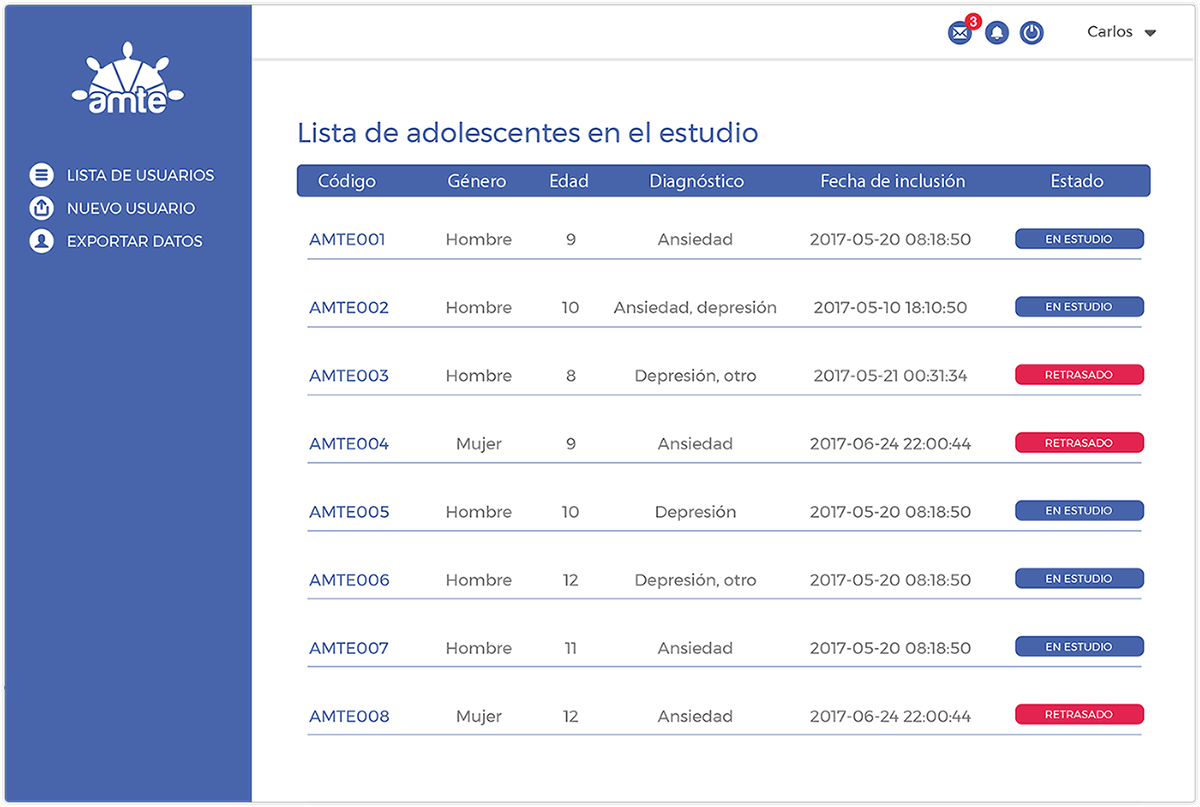 amte
3
Carlos
LISTA DE USUARIOS
NUEVO USUARIO
EXPORTAR DATOS
Lista de adolescentes en el estudio
Código Género Edad Diagnóstico Fecha de inclusión Estado
AMTE001 Hombre 9 Ansiedad 2017-05-20 08:18:50 EN ESTUDIO
AMTE002 Hombre 10 Ansiedad, depresión 2017-05-10 18:10:50 EN ESTUDIO
AMTE003 Hombre 8 Depresión, otro 2017-05-21 00:31:34 RETRASADO
AMTE004 Mujer 9 Ansiedad 2017-06-24 22:00:44 RETRASADO
AMTE005 Hombre 10 Depresión 2017-05-20 08:18:50 EN ESTUDIO
AMTE006 Hombre 12 Depresión, otro 2017-05-20 08:18:50 EN ESTUDIO
AMTE007 Hombre 11 Ansiedad 2017-05-20 08:18:50 EN ESTUDIO
AMTE008 Mujer 12 Ansiedad 2017-06-24 22:00:44 RETRASADO